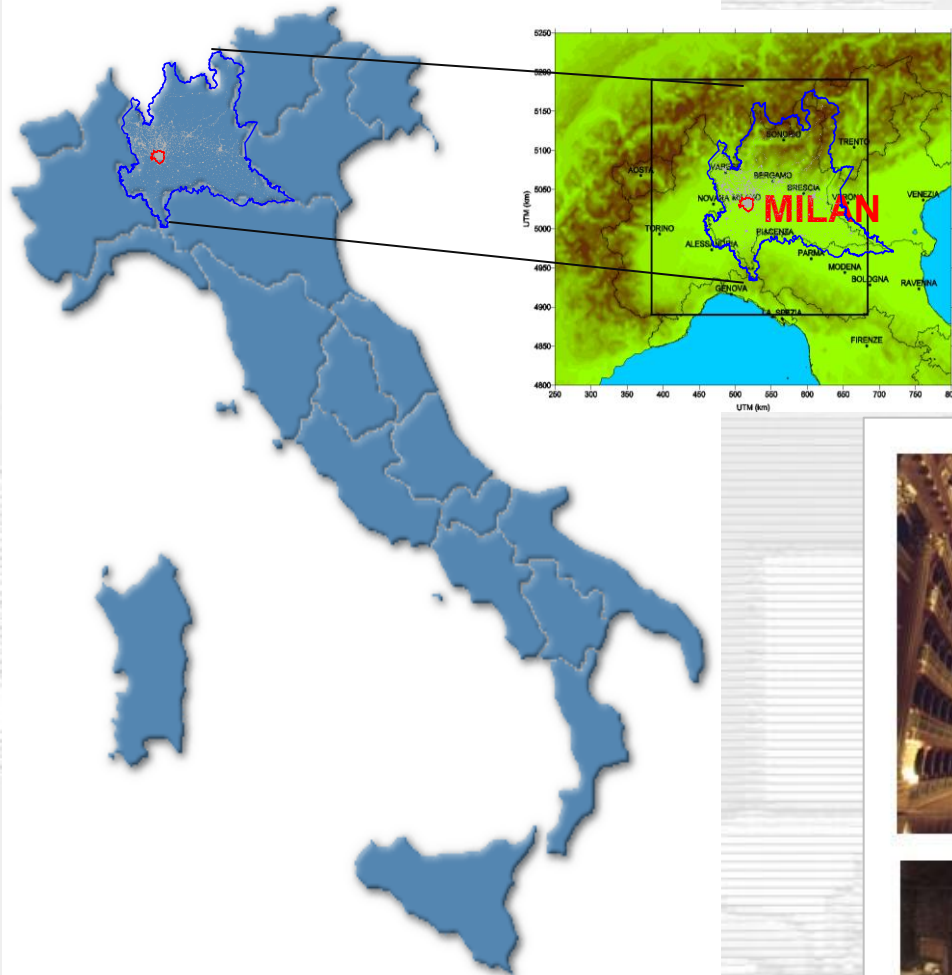 5250
5200
5150
5100
5050
5000
4950
4900
4850
4800
UTM (km)
SONDRIO
TRENTO
AOSTA
VARESE
BERGAMO
BRESCIA
NOVARA MILANO
VERONA
VENEZIA
MILAN
TORINO
PIACENZA
ALESSANDRIA
PARMA
MODENA
BOLOGNA
RAVENNA
GENOVA
LA SPEZIA
FIRENZE
250 300 350 400 450 500 550 600 650 700 750
UTM (km)